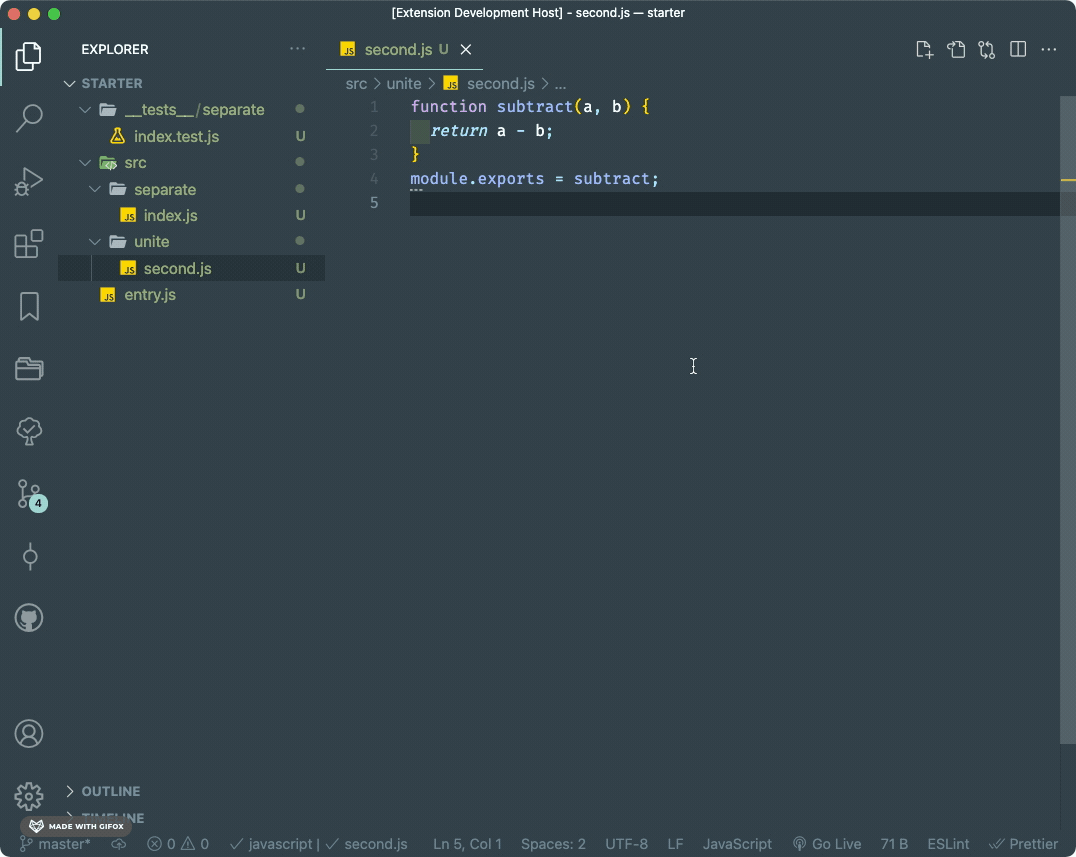 [Extension Development Host] - second.js — starter
EXPLORER
STARTER
__tests__/separate
index.test.js U
src
separate
index.js U
unite
second.js U
entry.js U
4
OUTLINE
TIMELINE
MADE WITH GIFOX
second.js U
src > unite > second.js > ...
1 function subtract(a, b) {
2 return a - b;
3 }
4 module.exports = subtract;
5
master* 0 0 javascript | second.js Ln 5, Col 1 Spaces: 2 UTF-8 LF JavaScript Go Live 71 B ESLint Prettier